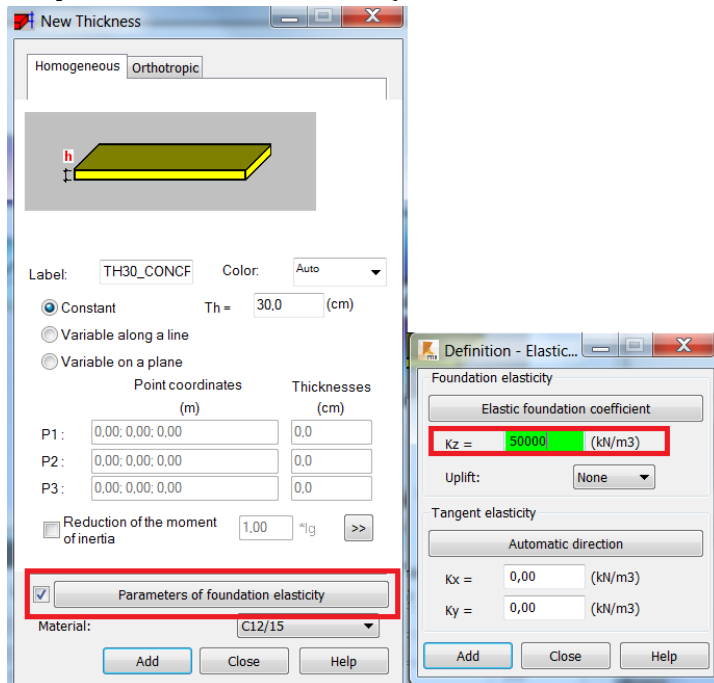 New Thickness
X
Homogeneous Orthotropic
h
Label: TH30_CONCF Color: Auto
Constant Th = 30,0 (cm)
Variable along a line
Variable on a plane
Point coordinates Thicknesses
(m) (cm)
P1 : 0,00; 0,00; 0,00 0,0
P2 : 0,00; 0,00; 0,00 0,0
P3 : 0,00; 0,00; 0,00 0,0
Reduction of the moment
of inertia 1,00 *Ig >>
Parameters of foundation elasticity
Material: C12/15
Add Close Help
Definition - Elastic...
X
Foundation elasticity
Elastic foundation coefficient
Kz = 50000 (kN/m3)
Uplift: None
Tangent elasticity
Automatic direction
Kx = 0,00 (kN/m3)
Ky = 0,00 (kN/m3)
Add Close Help